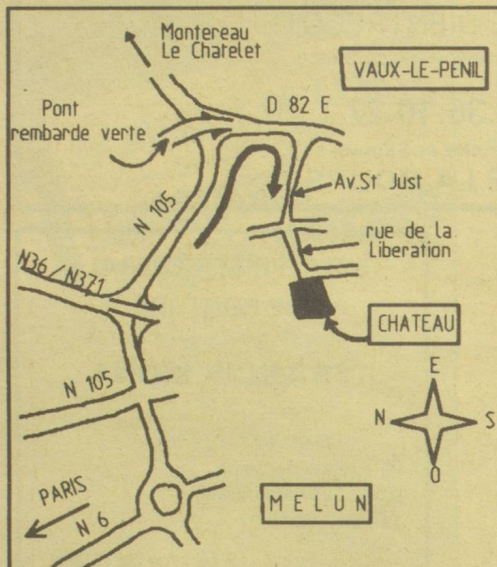 Montereau
Le Chatelet
VAUX-LE-PENIL
D 82 E
Pont
rembarde verte
Av.St Just
N 105
rue de la
Liberation
N36/N371
CHATEAU
N 105
E
N
S
O
PARIS
N 6
MELUN